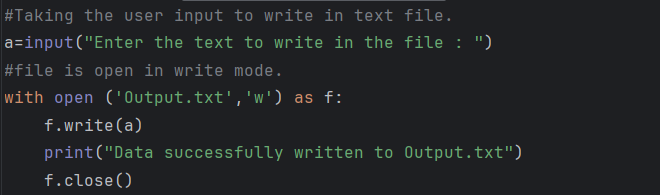 #Taking the user input to write in text file.
a=input("Enter the text to write in the file : ")
#file is open in write mode.
with open ('Output.txt','w') as f:
    f.write(a)
    print("Data successfully written to Output.txt")
    f.close()